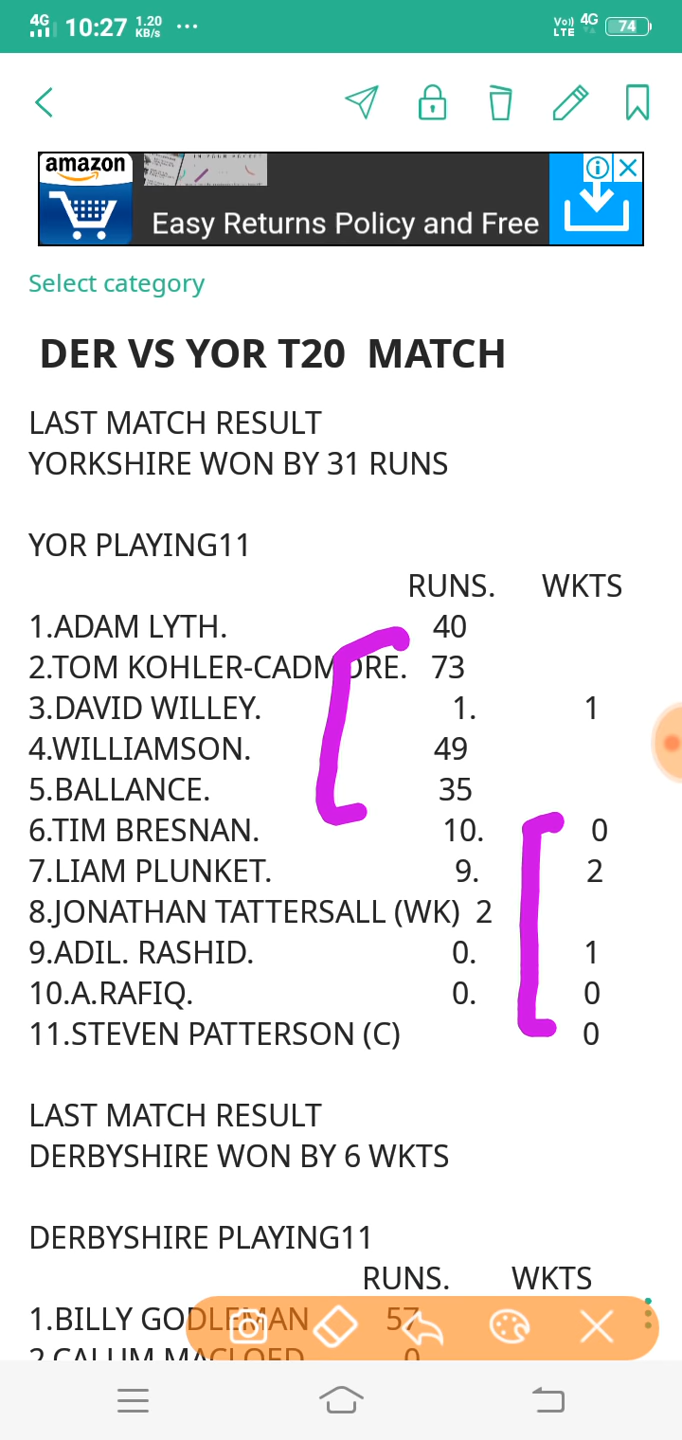 4G 10:27 1.20 KB/s ... Vo)) LTE 4G 74
amazon
Easy Returns Policy and Free
Select category
DER VS YOR T20 MATCH
LAST MATCH RESULT
YORKSHIRE WON BY 31 RUNS
YOR PLAYING11
RUNS. WKTS
1.ADAM LYTH. 40
2.TOM KOHLER-CADMORE. 73
3.DAVID WILLEY. 1. 1
4.WILLIAMSON. 49
5.BALLANCE. 35
6.TIM BRESNAN. 10. 0
7.LIAM PLUNKET. 9. 2
8.JONATHAN TATTERSALL (WK) 2
9.ADIL. RASHID. 0. 1
10.A.RAFIQ. 0. 0
11.STEVEN PATTERSON (C) 0
LAST MATCH RESULT
DERBYSHIRE WON BY 6 WKTS
DERBYSHIRE PLAYING11
RUNS. WKTS
1.BILLY GODLEMAN 57
2.CALUM MACLOED 0